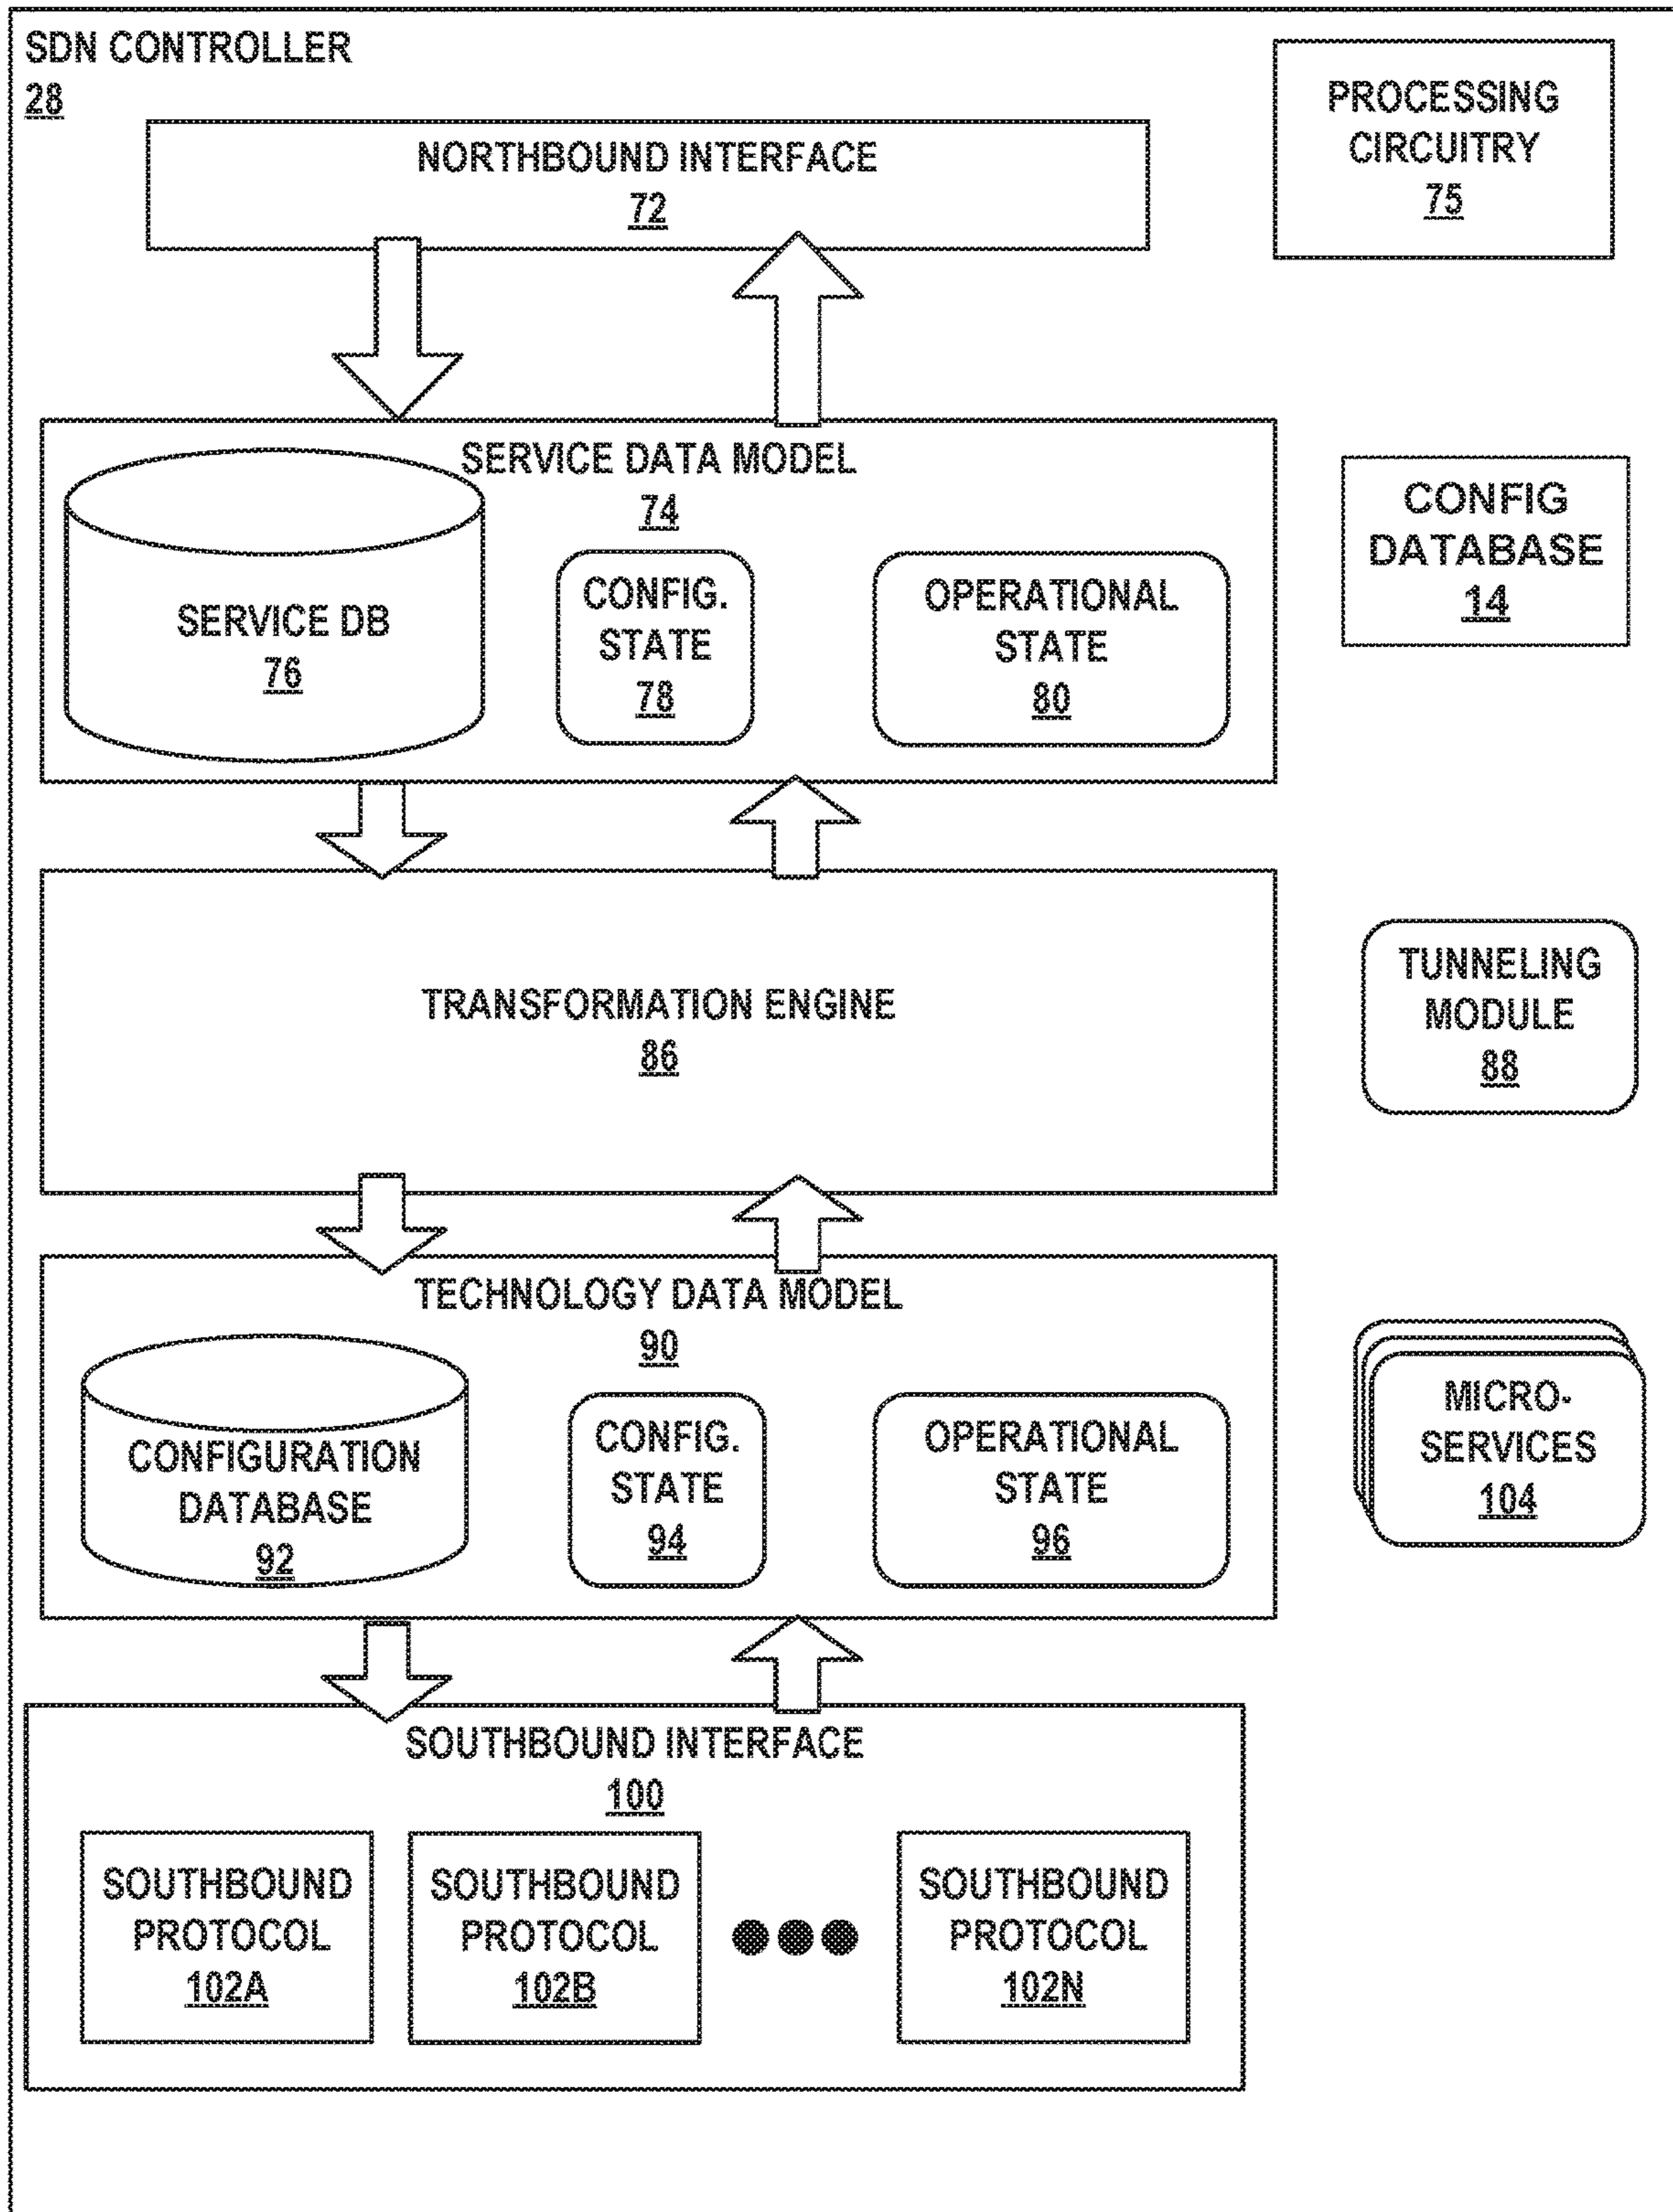 SDN CONTROLLER
28
NORTHBOUND INTERFACE
72
PROCESSING
CIRCUITRY
75
SERVICE DATA MODEL
74
SERVICE DB
76
CONFIG.
STATE
78
OPERATIONAL
STATE
80
CONFIG
DATABASE
14
TRANSFORMATION ENGINE
86
TUNNELING
MODULE
88
TECHNOLOGY DATA MODEL
90
CONFIGURATION
DATABASE
92
CONFIG.
STATE
94
OPERATIONAL
STATE
96
MICRO-
SERVICES
104
SOUTHBOUND INTERFACE
100
SOUTHBOUND
PROTOCOL
102A
SOUTHBOUND
PROTOCOL
102B
SOUTHBOUND
PROTOCOL
102N